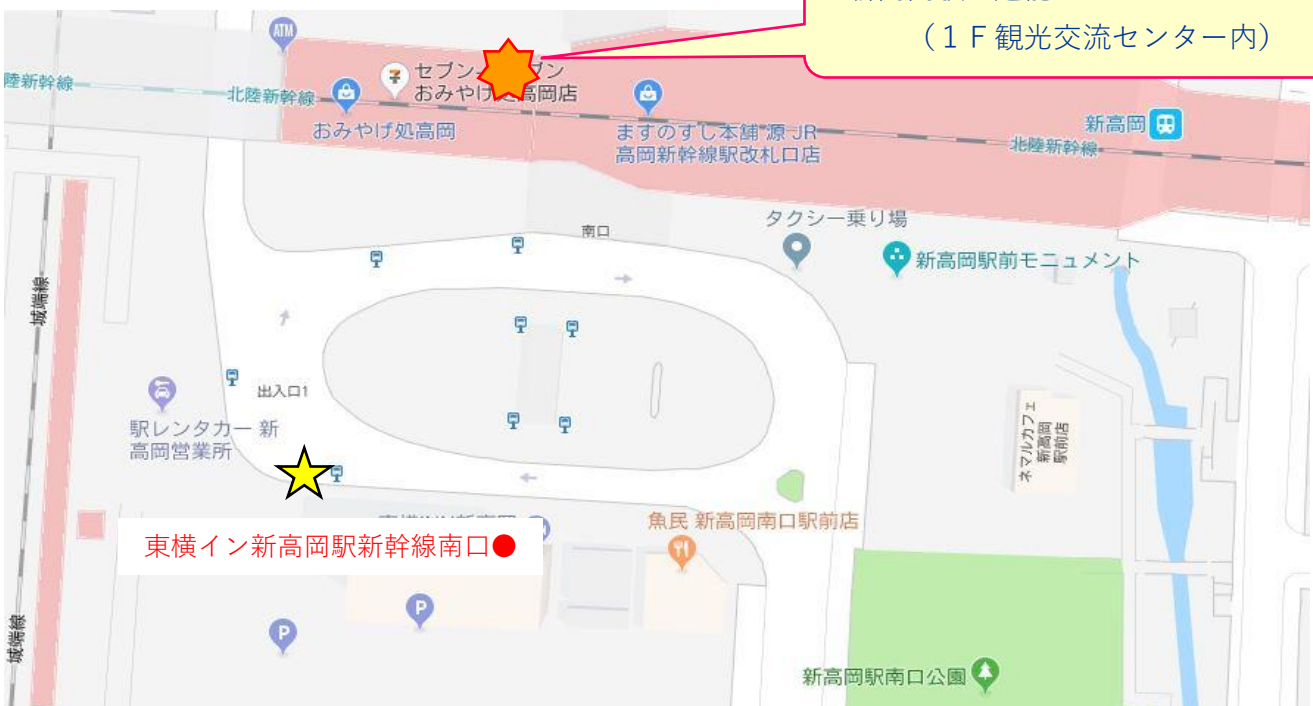 （１Ｆ観光交流センター内）
ATM
陸新幹線
北陸新幹線
セブン
おみやげ
高岡店
おみやげ処高岡
ますのすし本舗 源 JR
高岡新幹線駅改札口店
新高岡
北陸新幹線
タクシー乗り場
南口
新高岡駅前モニュメント
城端線
出入口1
駅レンタカー 新
高岡営業所
ネマルカフェ
新高岡
駅前店
魚民 新高岡南口駅前店
東横イン新高岡駅新幹線南口●
P
P
城端線
新高岡駅南口公園